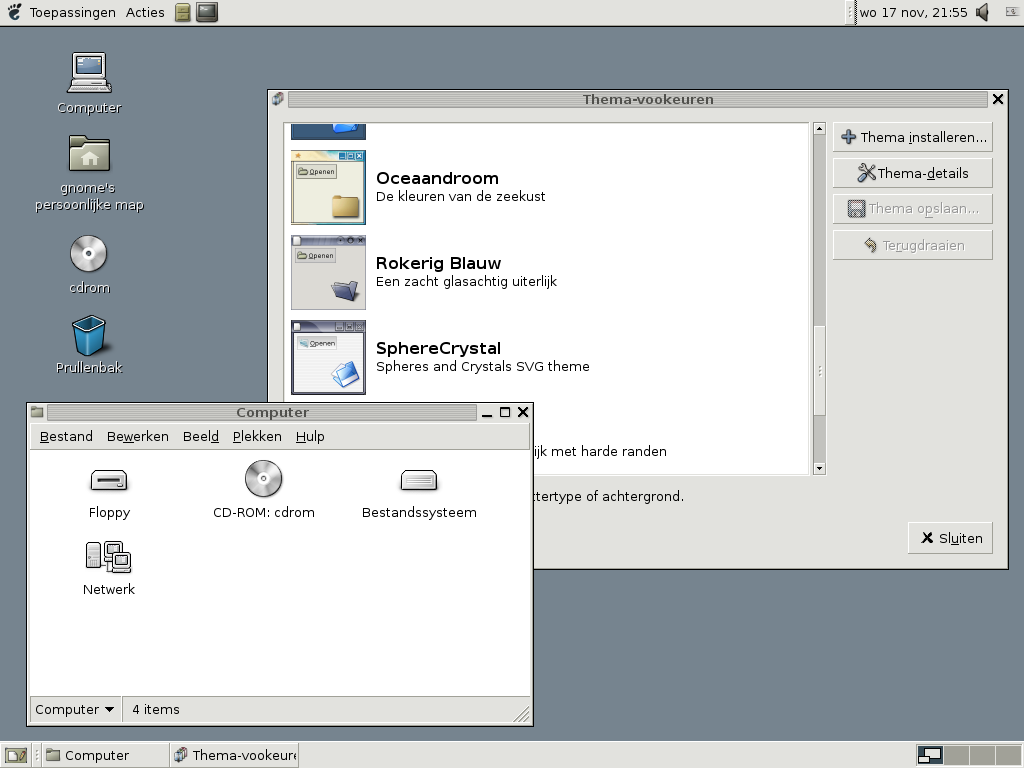 Toepassingen Acties
wo 17 nov, 21:55
Computer
gnome's
persoonlijke map
cdrom
Prullenbak
Thema-vookeuren
Openen
Oceaandroom
De kleuren van de zeekust
Openen
Rokerig Blauw
Een zacht glasachtig uiterlijk
Openen
SphereCrystal
Spheres and Crystals SVG theme
ijk met harde randen
ttertype of achtergrond.
Thema installeren...
Thema-details
Thema opslaan...
Terugdraaien
Sluiten
Computer
Bestand Bewerken Beeld Plekken Hulp
Floppy
CD-ROM: cdrom
Bestandssysteem
Netwerk
Computer
4 items
Computer
Thema-vookeure